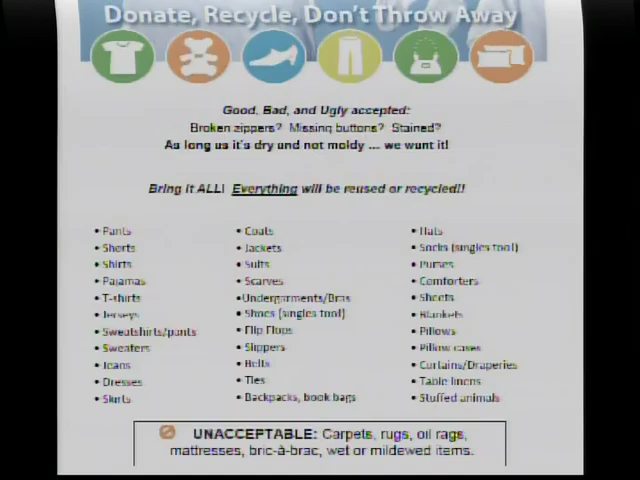 Donate, Recycle, Don't Throw Away
Good, Bad, and Ugly accepted:
Broken zippers? Missing buttons? Stained?
As long as it's dry and not moldy ... we want it!
Bring it ALL! Everything will be reused or recycled!!
• Pants
• Shorts
• Shirts
• Pajamas
• T-shirts
• Jerseys
• Sweatshirts/pants
• Sweaters
• Jeans
• Dresses
• Skirts
• Coats
• Jackets
• Suits
• Scarves
• Undergarments/Bras
• Shoes (singles too!)
• Flip Flops
• Slippers
• Belts
• Ties
• Backpacks, book bags
• Hats
• Socks (singles too!)
• Purses
• Comforters
• Sheets
• Blankets
• Pillows
• Pillow cases
• Curtains/Draperies
• Table linens
• Stuffed animals
UNACCEPTABLE: Carpets, rugs, oil rags,
mattresses, bric-à-brac, wet or mildewed items.